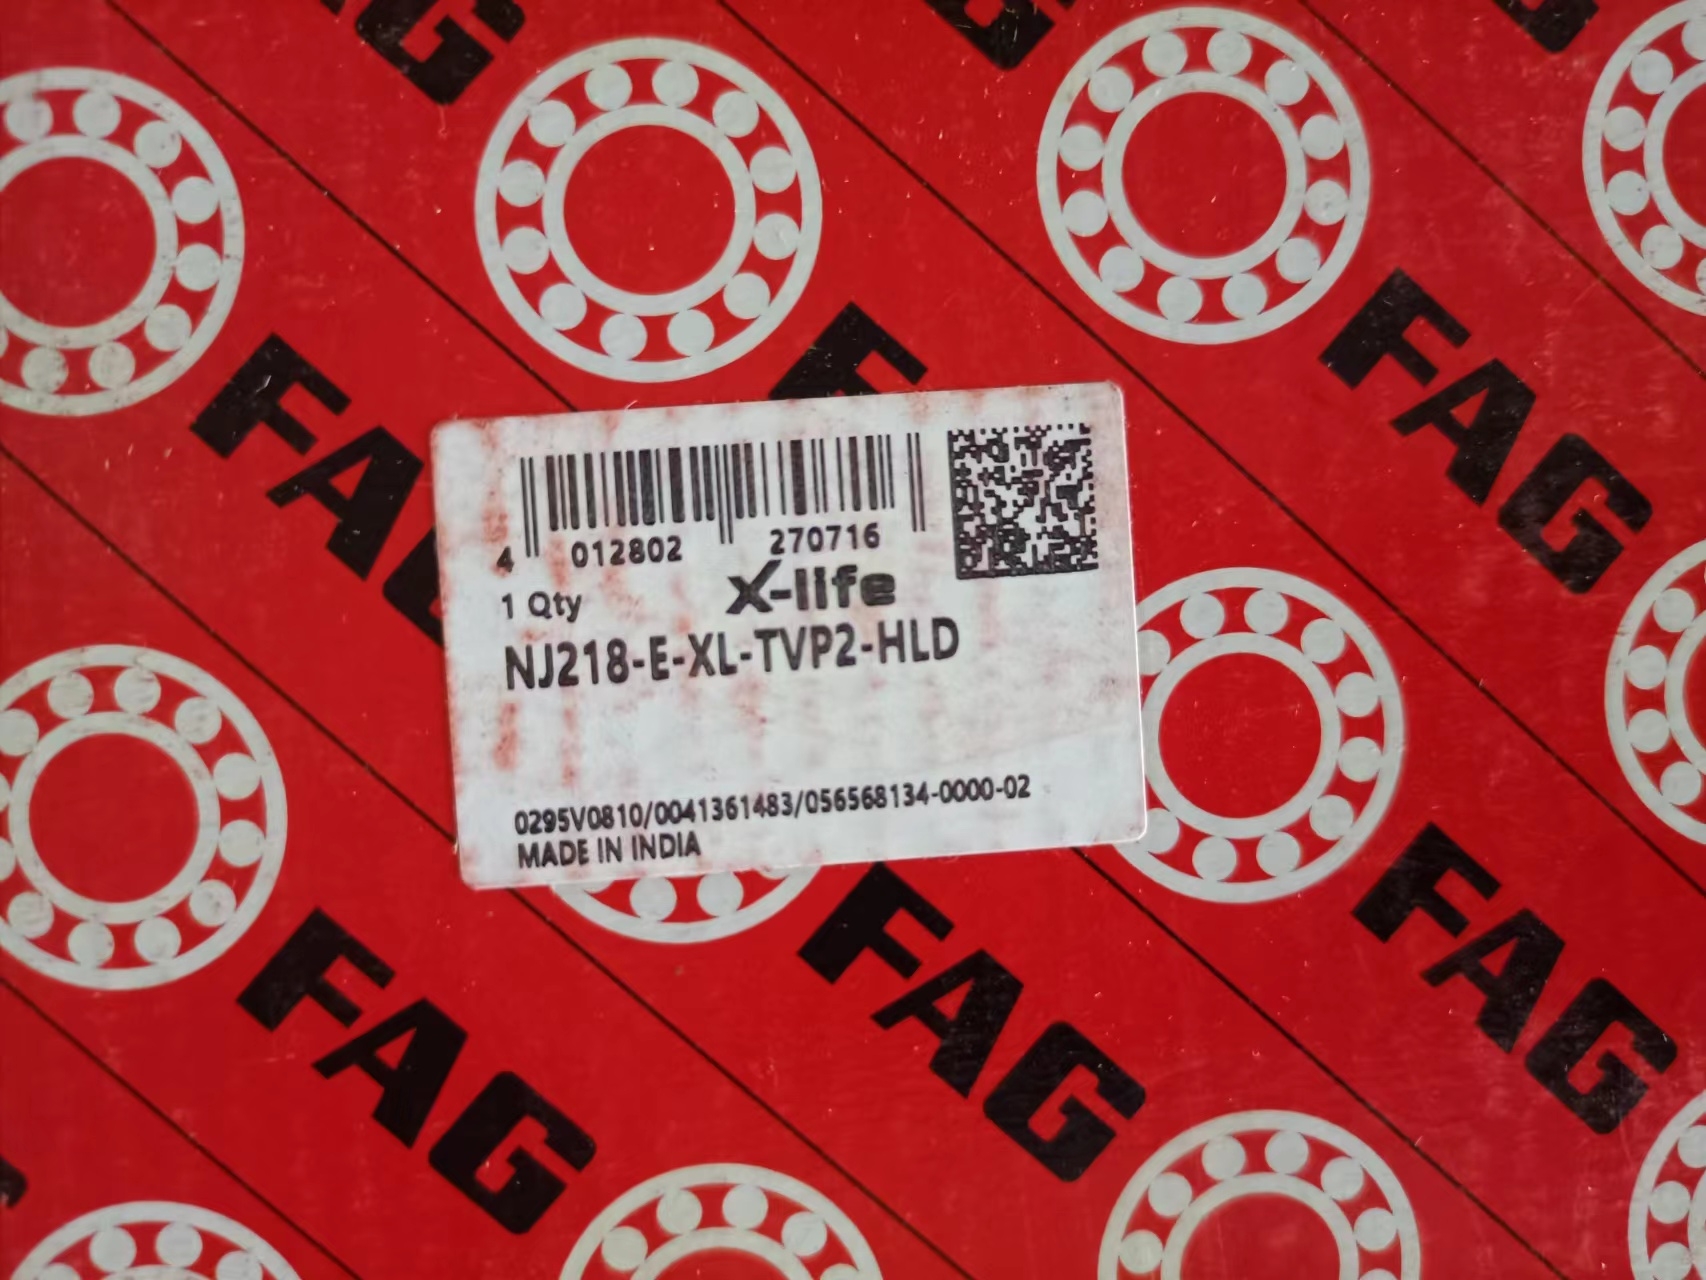 FAG
FAG
FAG
4 012802 270716
1 Qty X-life
NJ218-E-XL-TVP2-HLD
0295V0810/0041361483/056568134-0000-02
MADE IN INDIA
FAG
FAG
FAG